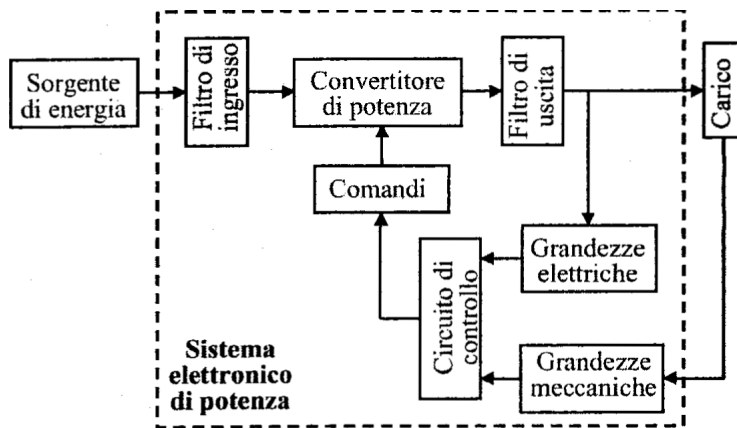 Sorgente
di energia
Filtro di
ingresso
Convertitore
di potenza
Filtro di
uscita
Carico
Comandi
Circuito di
controllo
Grandezze
elettriche
Grandezze
meccaniche
Sistema
elettronico
di potenza